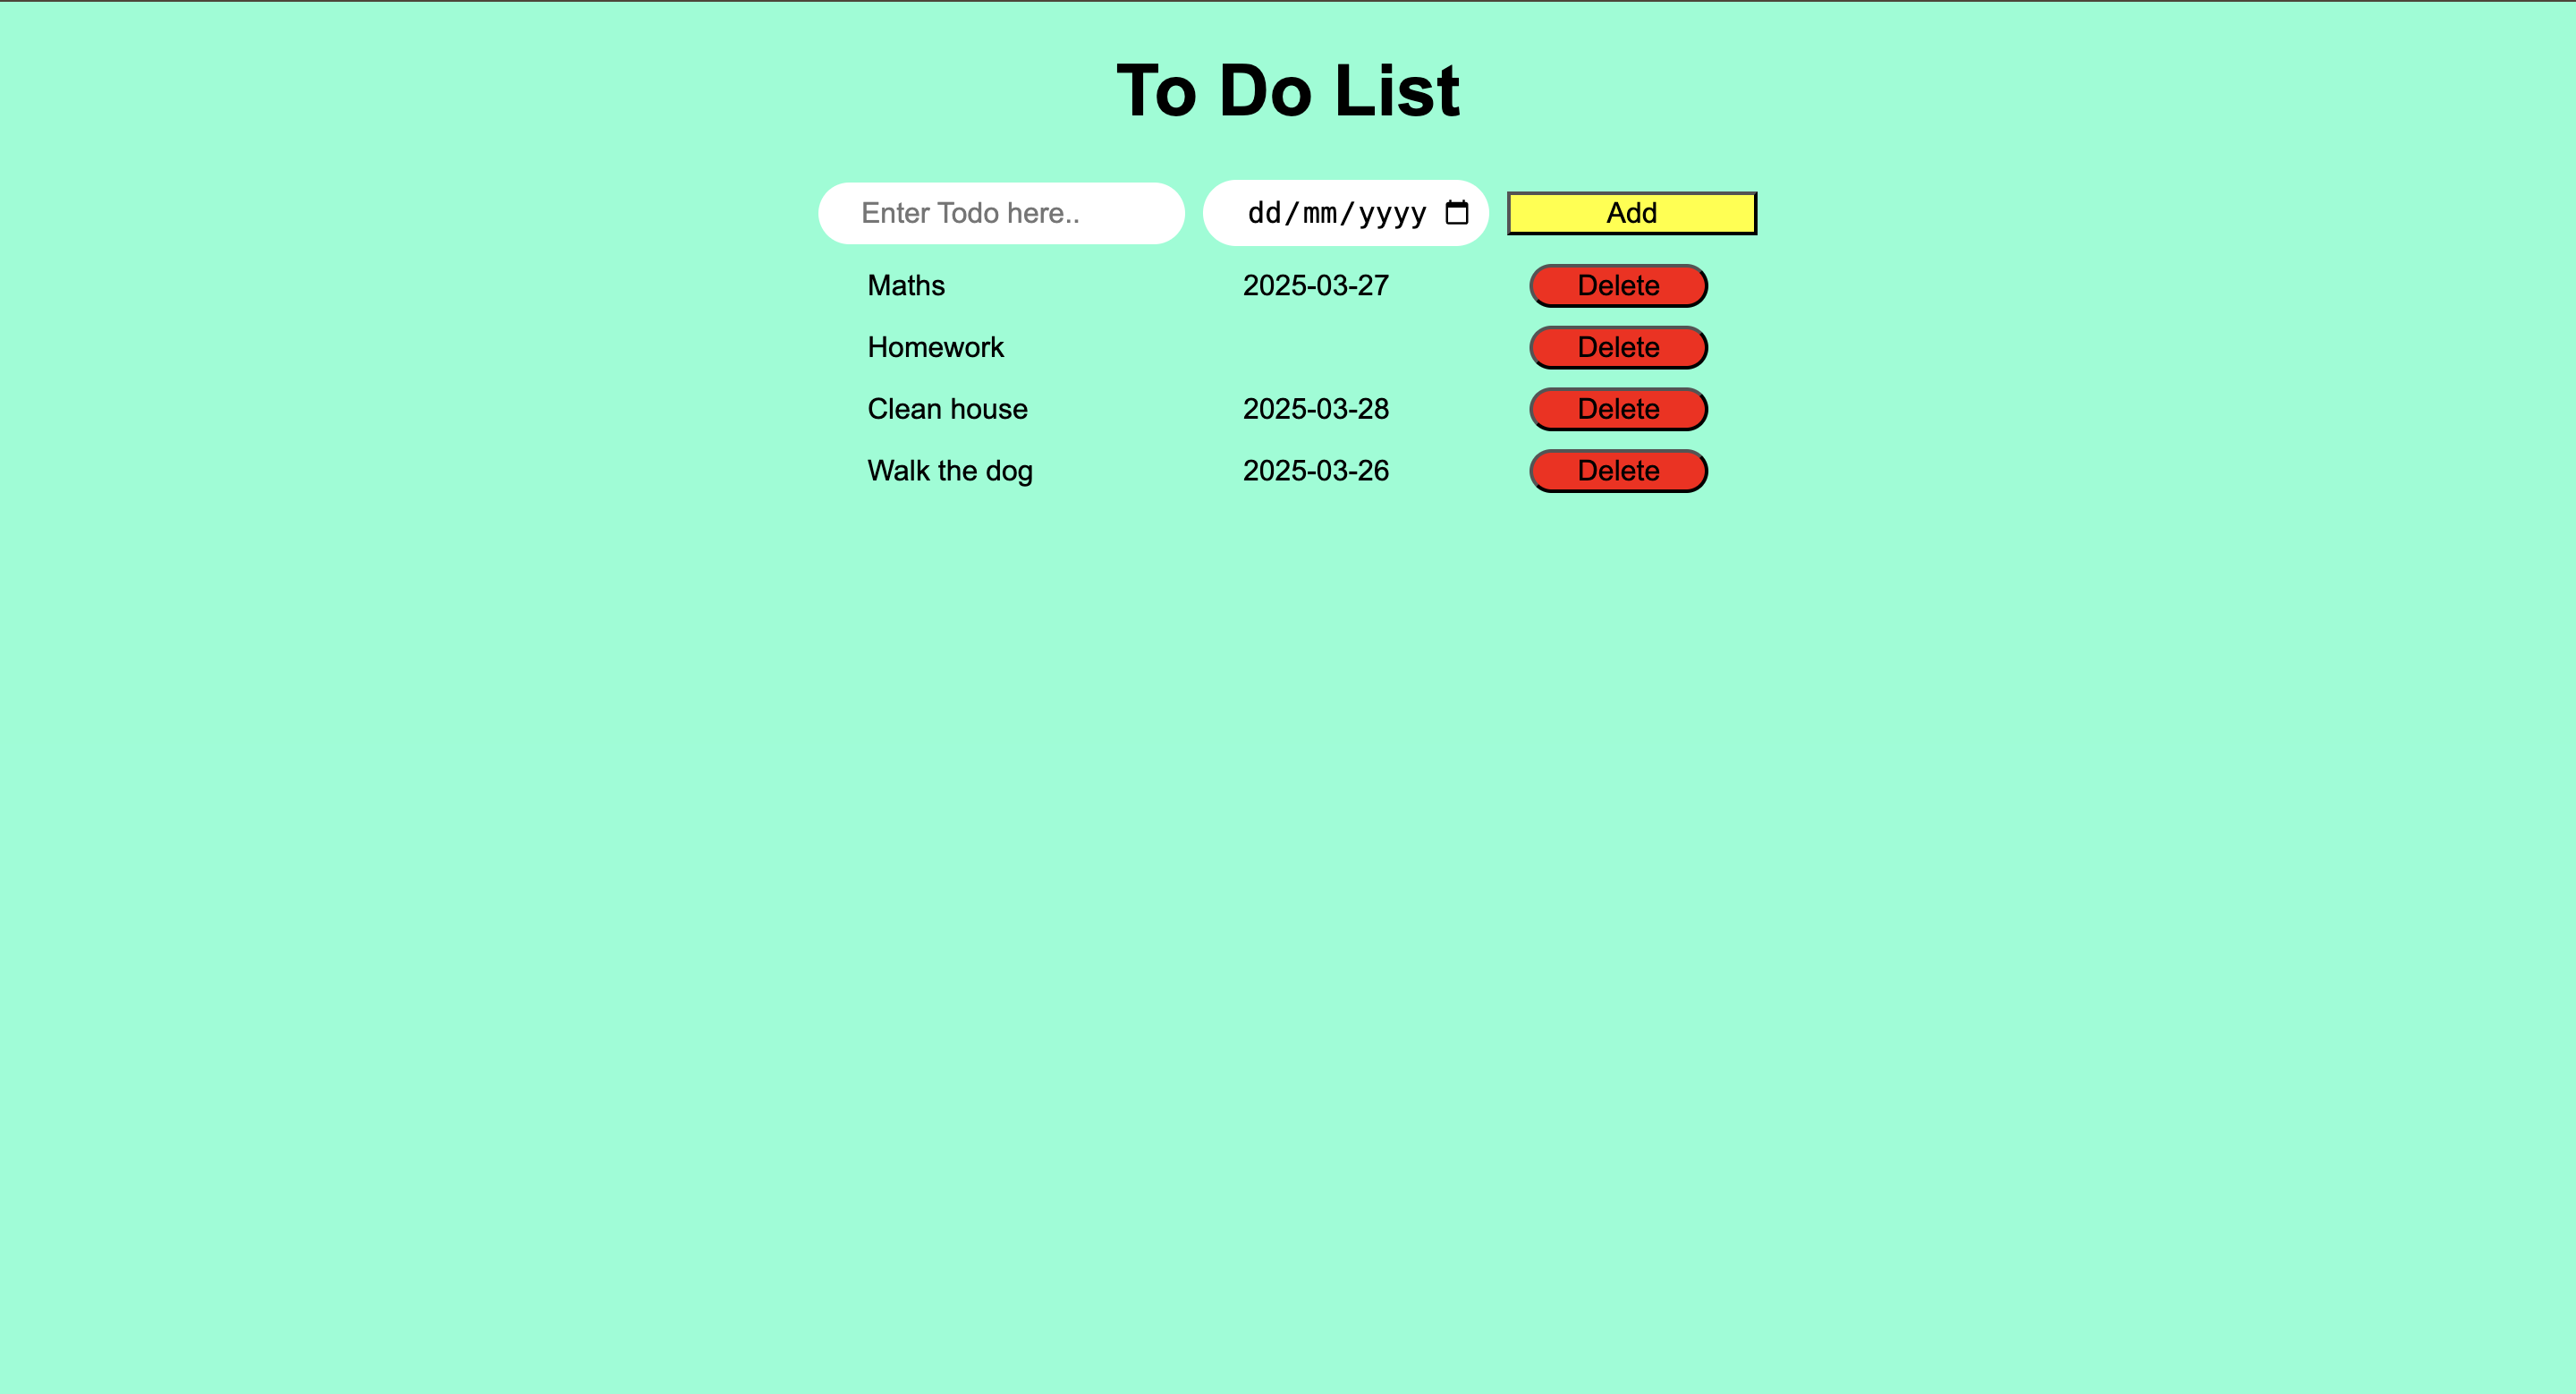 To Do List
Enter Todo here.. dd/mm/yyyy Add
Maths 2025-03-27 Delete
Homework Delete
Clean house 2025-03-28 Delete
Walk the dog 2025-03-26 Delete